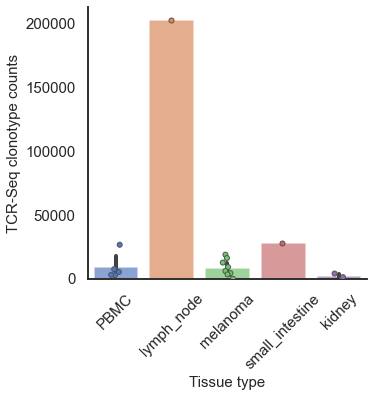 TCR-Seq clonotype counts
200000
150000
100000
50000
0
PBMC
lymph_node
melanoma
small_intestine
kidney
Tissue type